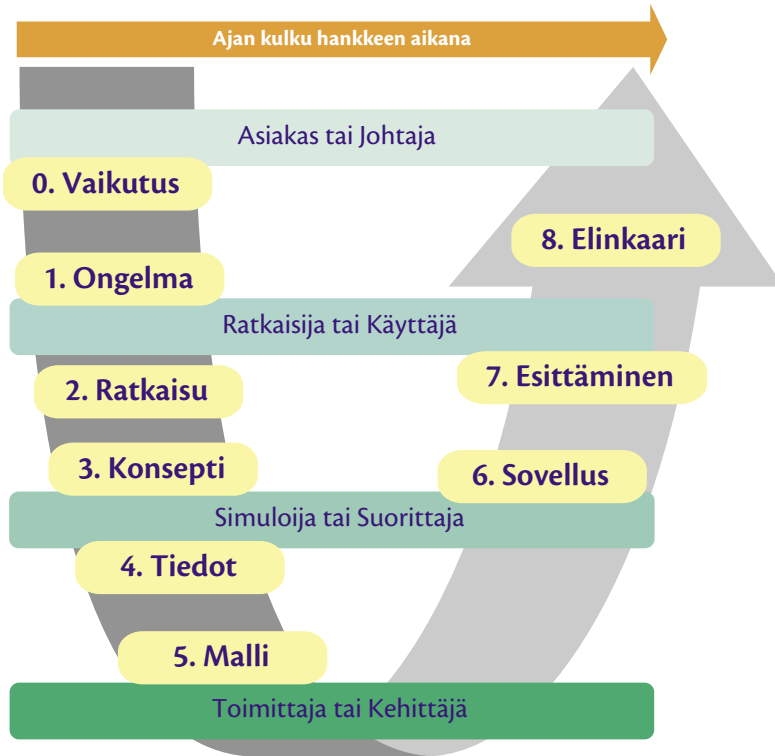 Ajan kulku hankkeen aikana
Asiakas tai Johtaja
0. Vaikutus
8. Elinkaari
1. Ongelma
Ratkaisija tai Käyttäjä
7. Esittäminen
2. Ratkaisu
3. Konsepti
6. Sovellus
Simuloija tai Suorittaja
4. Tiedot
5. Malli
Toimittaja tai Kehittäjä